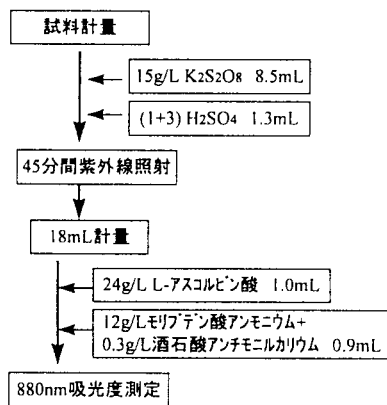 試料計量
15g/L K2S2O8 8.5mL
(1+3) H2SO4 1.3mL
45分間紫外線照射
18mL計量
24g/L L-アスコルビン酸 1.0mL
12g/Lモリブデン酸アンモニウム+
0.3g/L酒石酸アンチモニルカリウム 0.9mL
880nm吸光度測定